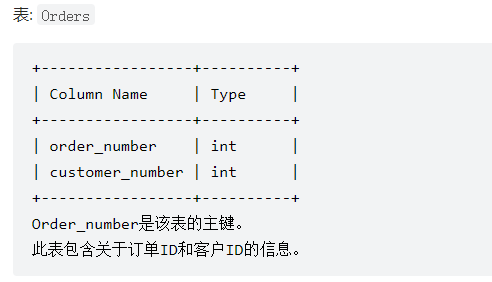 表: Orders
+-----------------+----------+
| Column Name     | Type     |
+-----------------+----------+
| order_number    | int      |
| customer_number | int      |
+-----------------+----------+
Order_number是该表的主键。
此表包含关于订单ID和客户ID的信息。